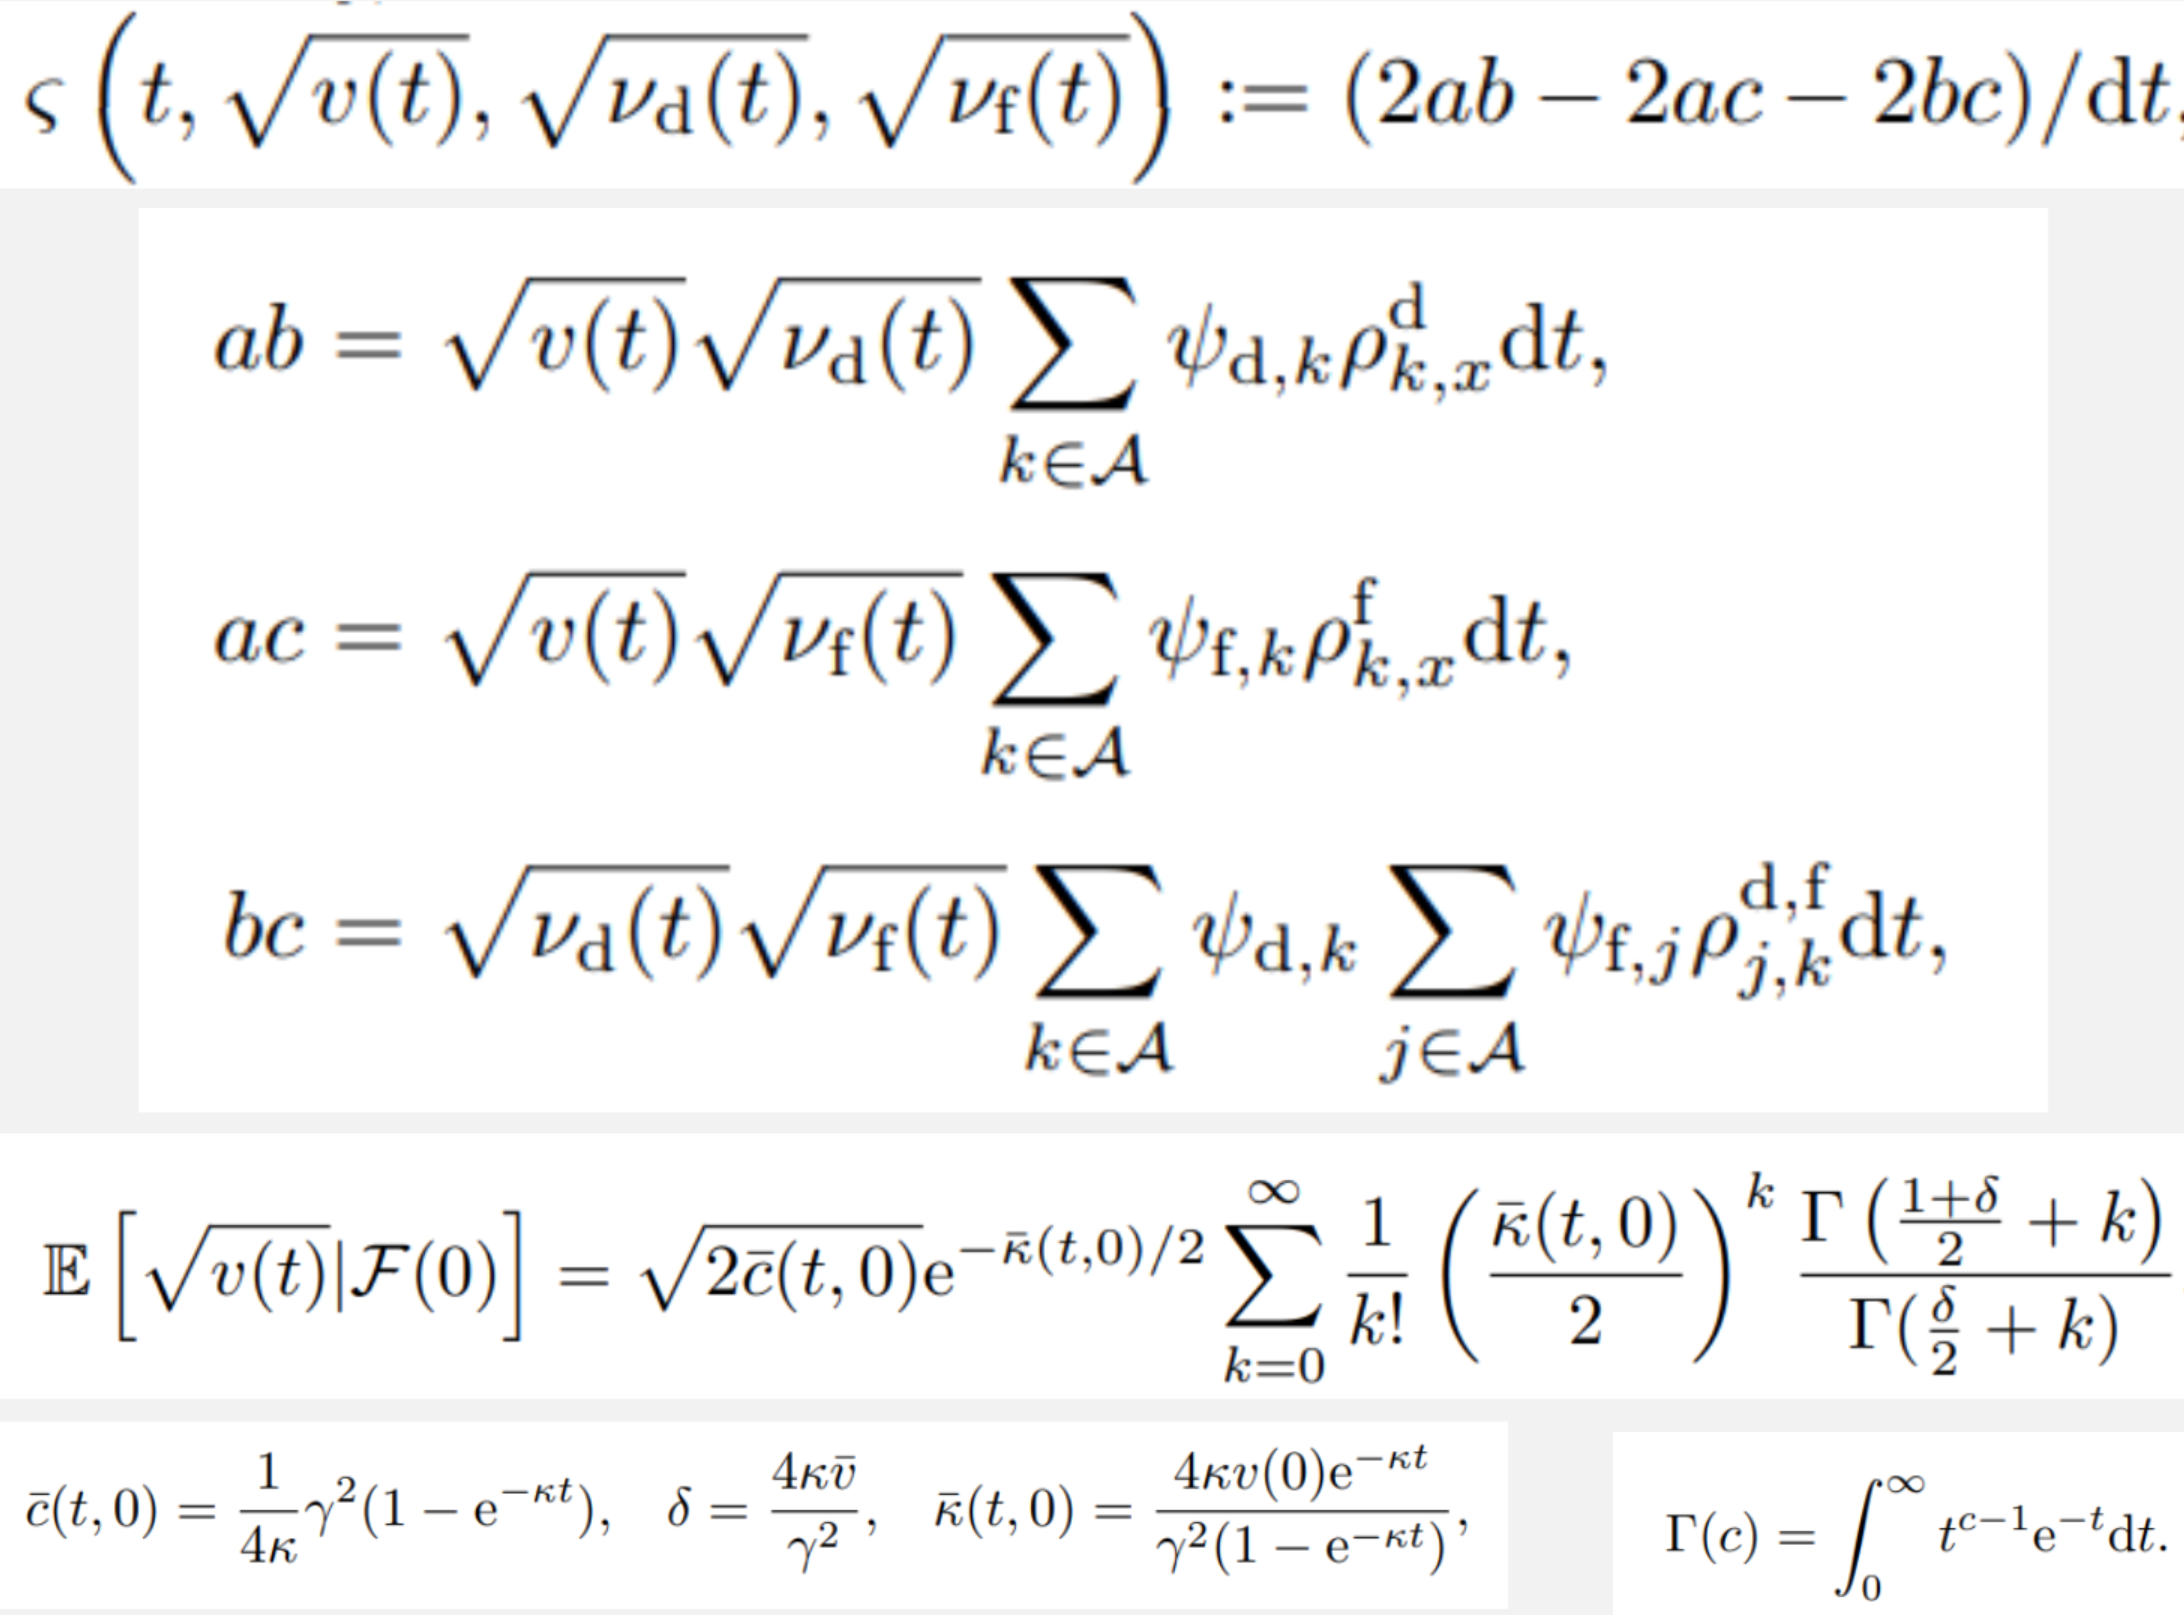 ς(t, √v(t), √ν_d(t), √ν_f(t)) := (2ab − 2ac − 2bc)/dt,
ab = √v(t)√ν_d(t) ∑_{k∈𝒜} ψ_{d,k}ρ^d_{k,x}dt,
ac = √v(t)√ν_f(t) ∑_{k∈𝒜} ψ_{f,k}ρ^f_{k,x}dt,
bc = √ν_d(t)√ν_f(t) ∑_{k∈𝒜} ψ_{d,k} ∑_{j∈𝒜} ψ_{f,j}ρ^{d,f}_{j,k}dt,
𝔼[√v(t)|ℱ(0)] = √(2c̄(t,0))e^{−κ̄(t,0)/2} ∑_{k=0}^{∞} 1/k! (κ̄(t,0)/2)^k Γ((1+δ)/2 + k)/Γ(δ/2 + k)
c̄(t,0) = 1/(4κ) γ²(1 − e^{−κt}), δ = 4κv̄/γ², κ̄(t,0) = 4κv(0)e^{−κt}/(γ²(1 − e^{−κt})), Γ(c) = ∫_0^∞ t^{c−1}e^{−t}dt.